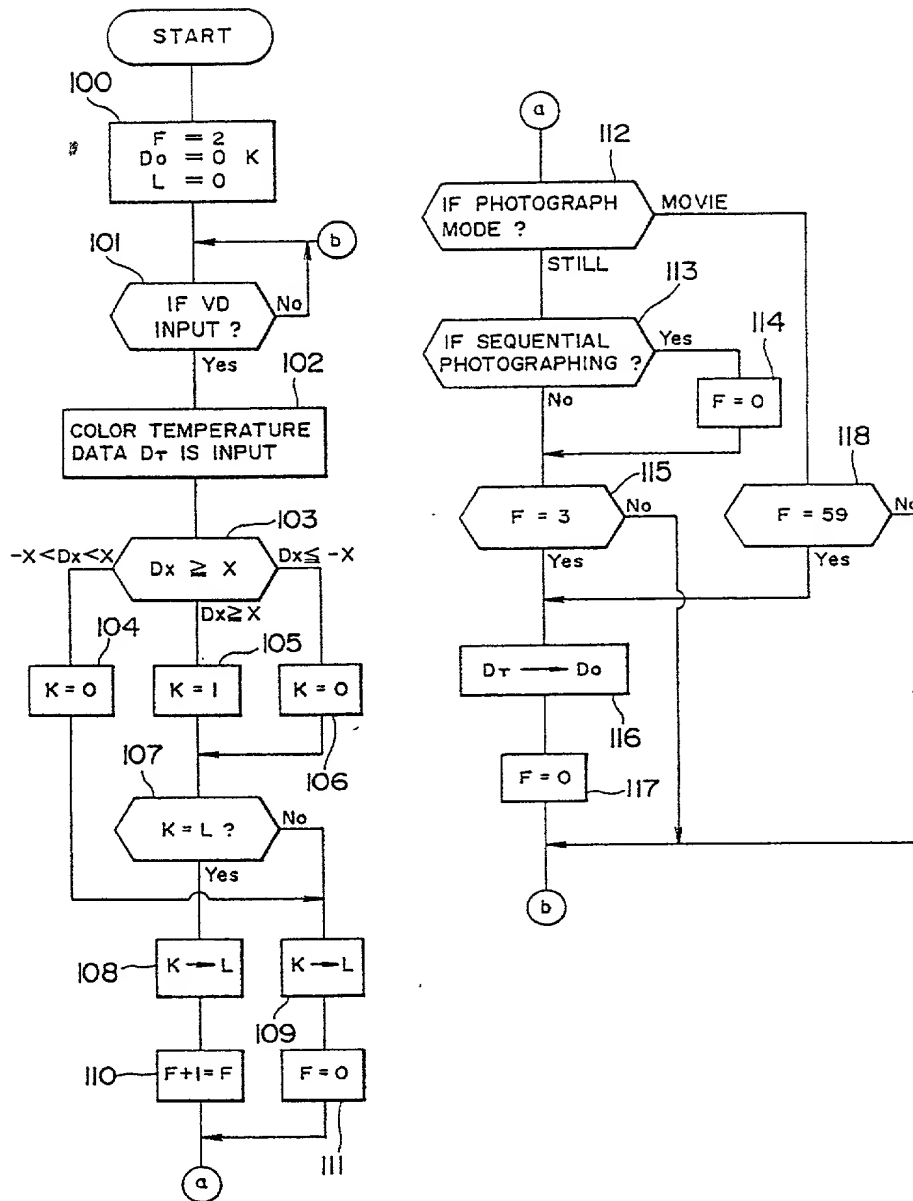 START
100
F = 2
Do = 0 K
L = 0
b
101
IF VD
INPUT ?
No
Yes
102
COLOR TEMPERATURE
DATA Dт IS INPUT
103
-X<Dx<X
Dx ≧ X
Dx≦ -X
Dx≧X
104
105
K = 0
K = 1
K = 0
106
107
K = L ?
No
Yes
108
K → L
K → L
109
110
F+1=F
F = 0
111
a
a
112
IF PHOTOGRAPH
MODE ?
MOVIE
STILL
113
IF SEQUENTIAL
PHOTOGRAPHING ?
Yes
114
No
F = 0
115
118
F = 3
No
F = 59
No
Yes
Yes
Dт → Do
116
F = 0
117
b